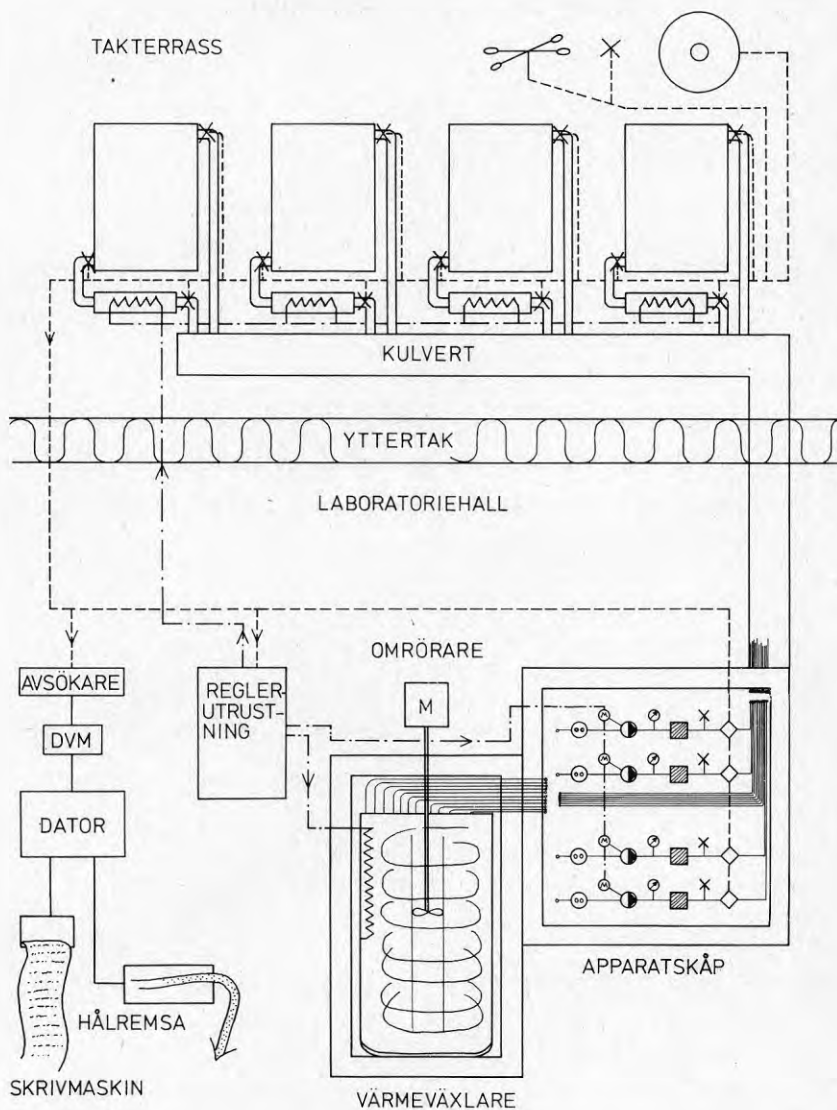 TAKTERRASS
KULVERT
YTTERTAK
LABORATORIEHALL
OMRÖRARE
AVSÖKARE
REGLER-
UTRUST-
NING
M
DVM
DATOR
APPARATSKÅP
HÅLREMSA
SKRIVMASKIN
VÄRMEVÄXLARE